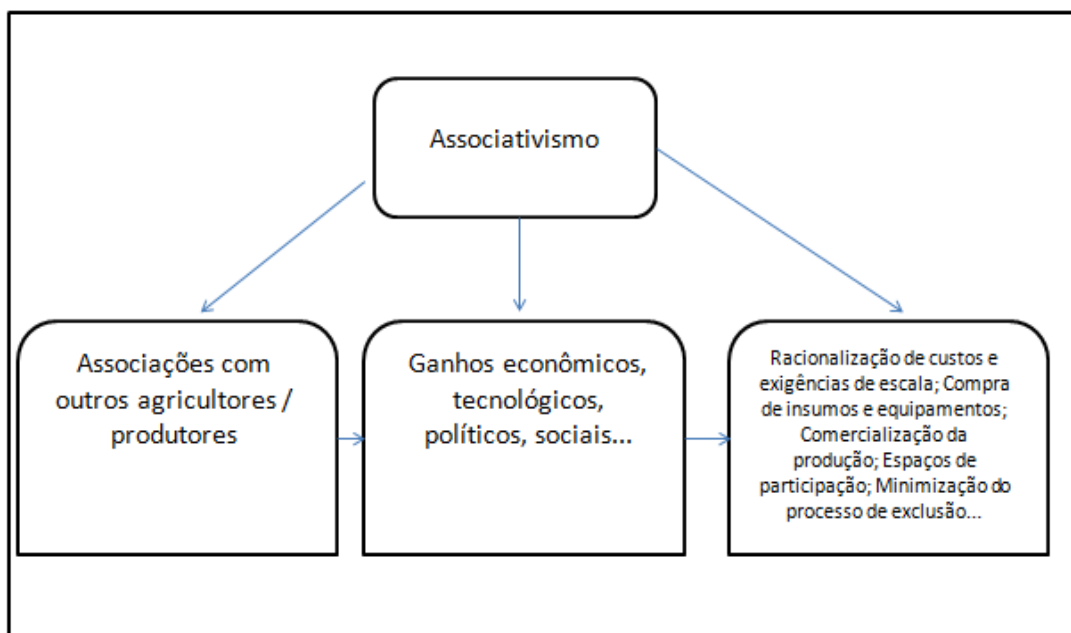 Associativismo
Associações com
outros agricultores /
produtores
Ganhos econômicos,
tecnológicos,
políticos, sociais...
Racionalização de custos e
exigências de escala; Compra
de insumos e equipamentos;
Comercialização da
produção; Espaços de
participação; Minimização do
processo de exclusão...